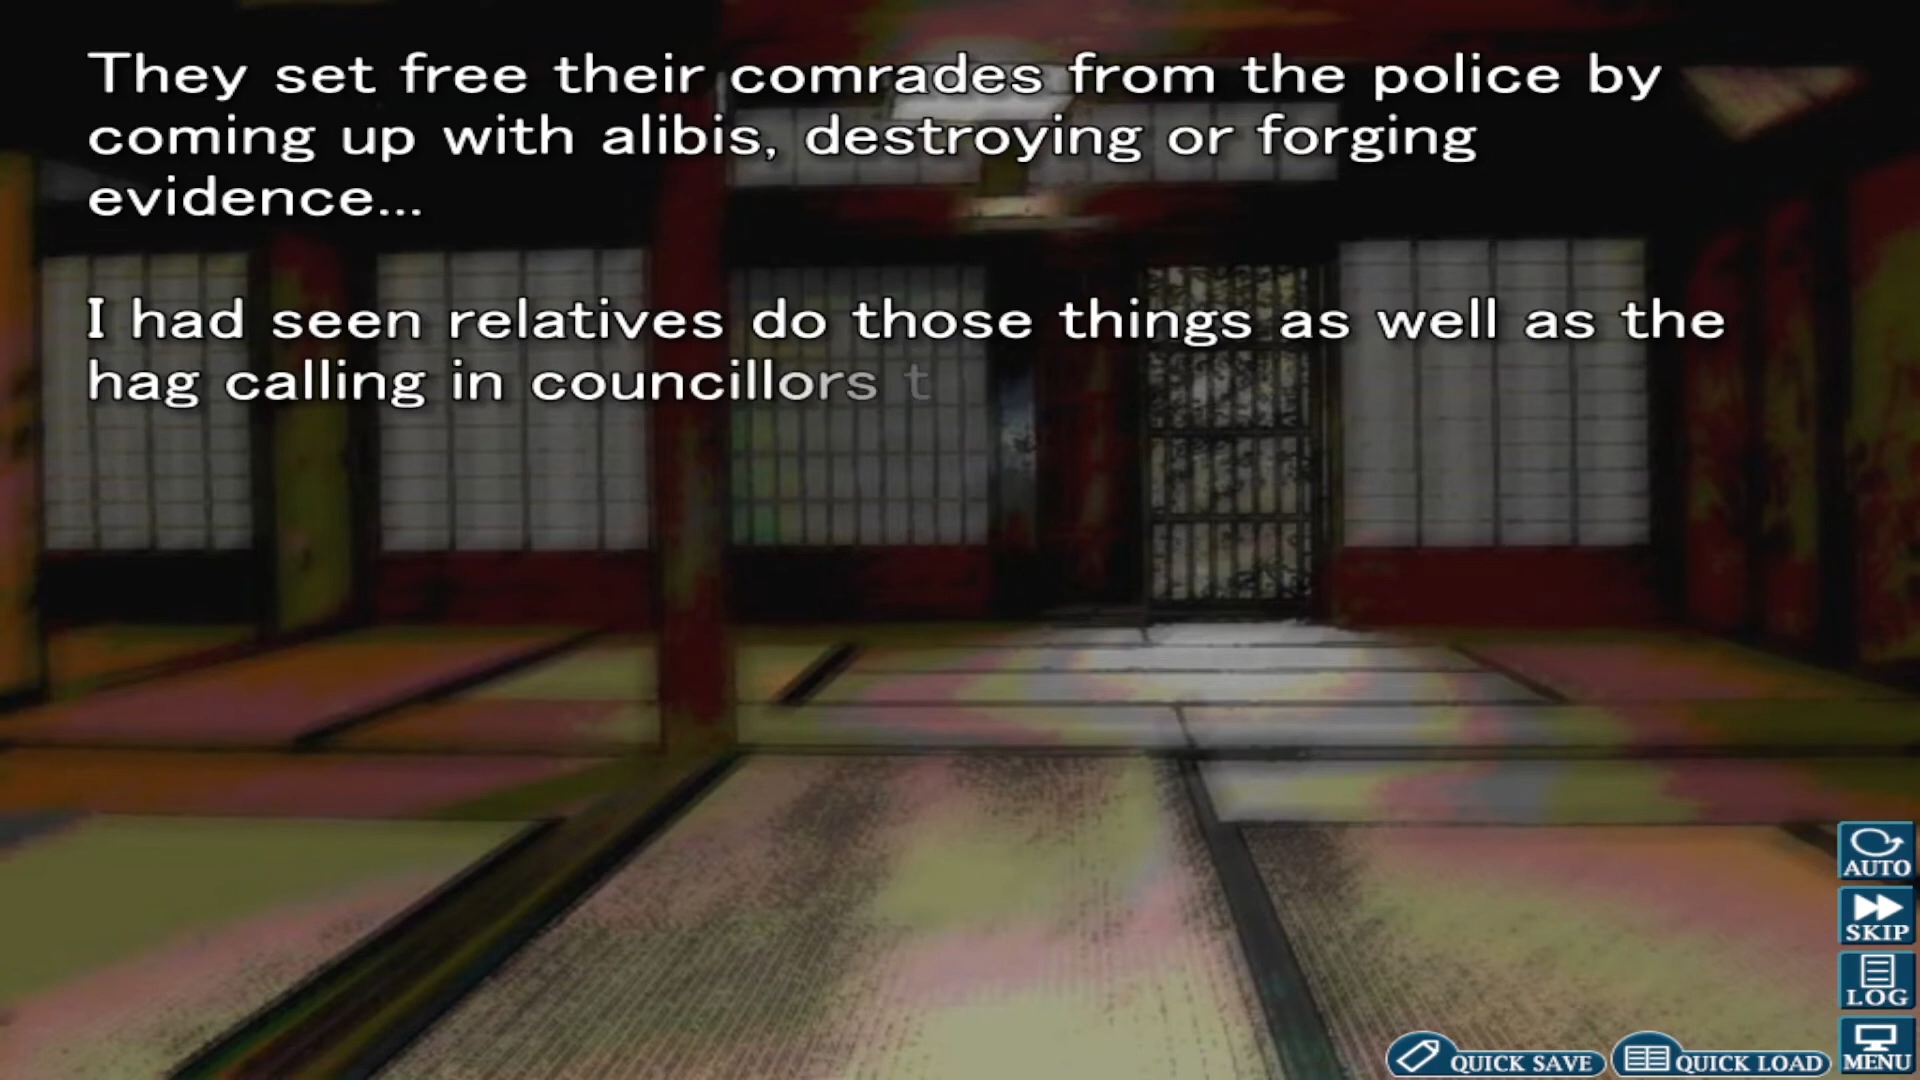 They set free their comrades from the police by
coming up with alibis, destroying or forging
evidence...
I had seen relatives do those things as well as the
hag calling in councillors t
AUTO
SKIP
LOG
MENU
QUICK SAVE
QUICK LOAD